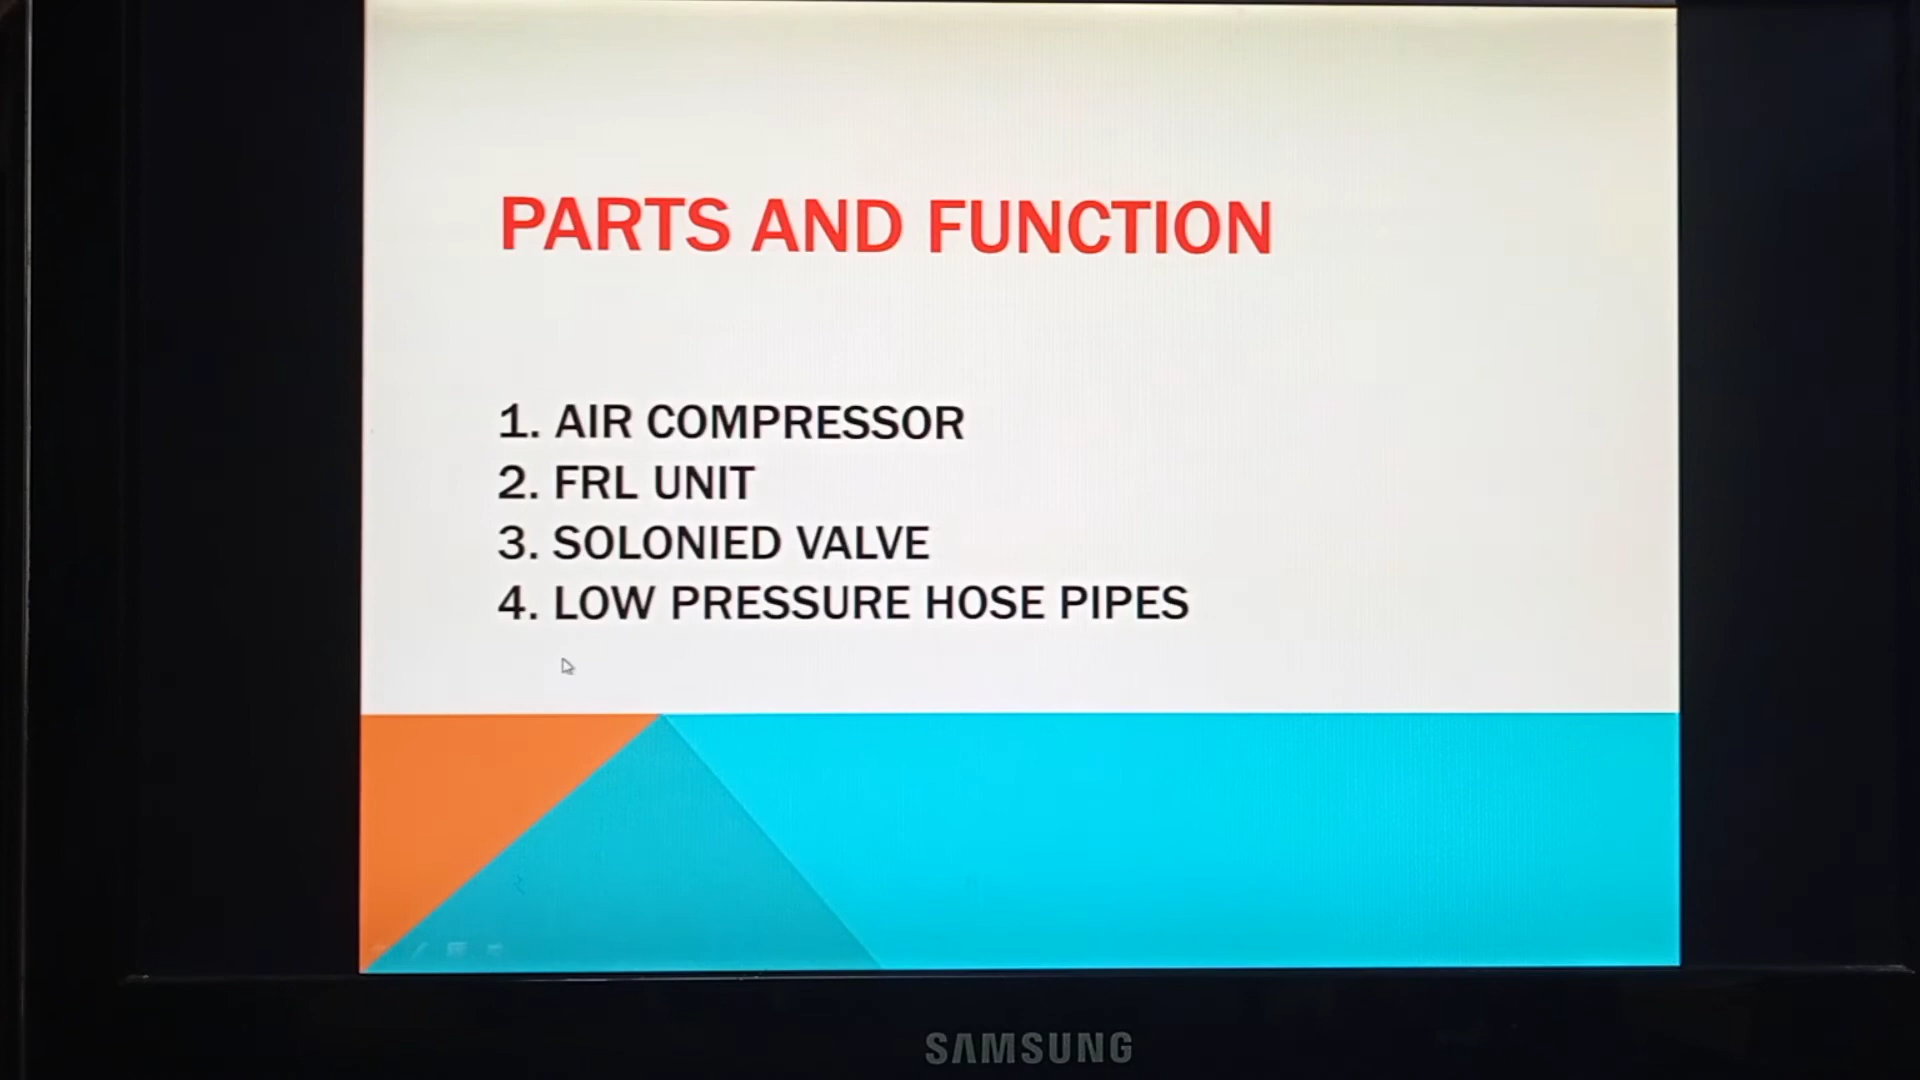 PARTS AND FUNCTION
1. AIR COMPRESSOR
2. FRL UNIT
3. SOLONIED VALVE
4. LOW PRESSURE HOSE PIPES
SAMSUNG